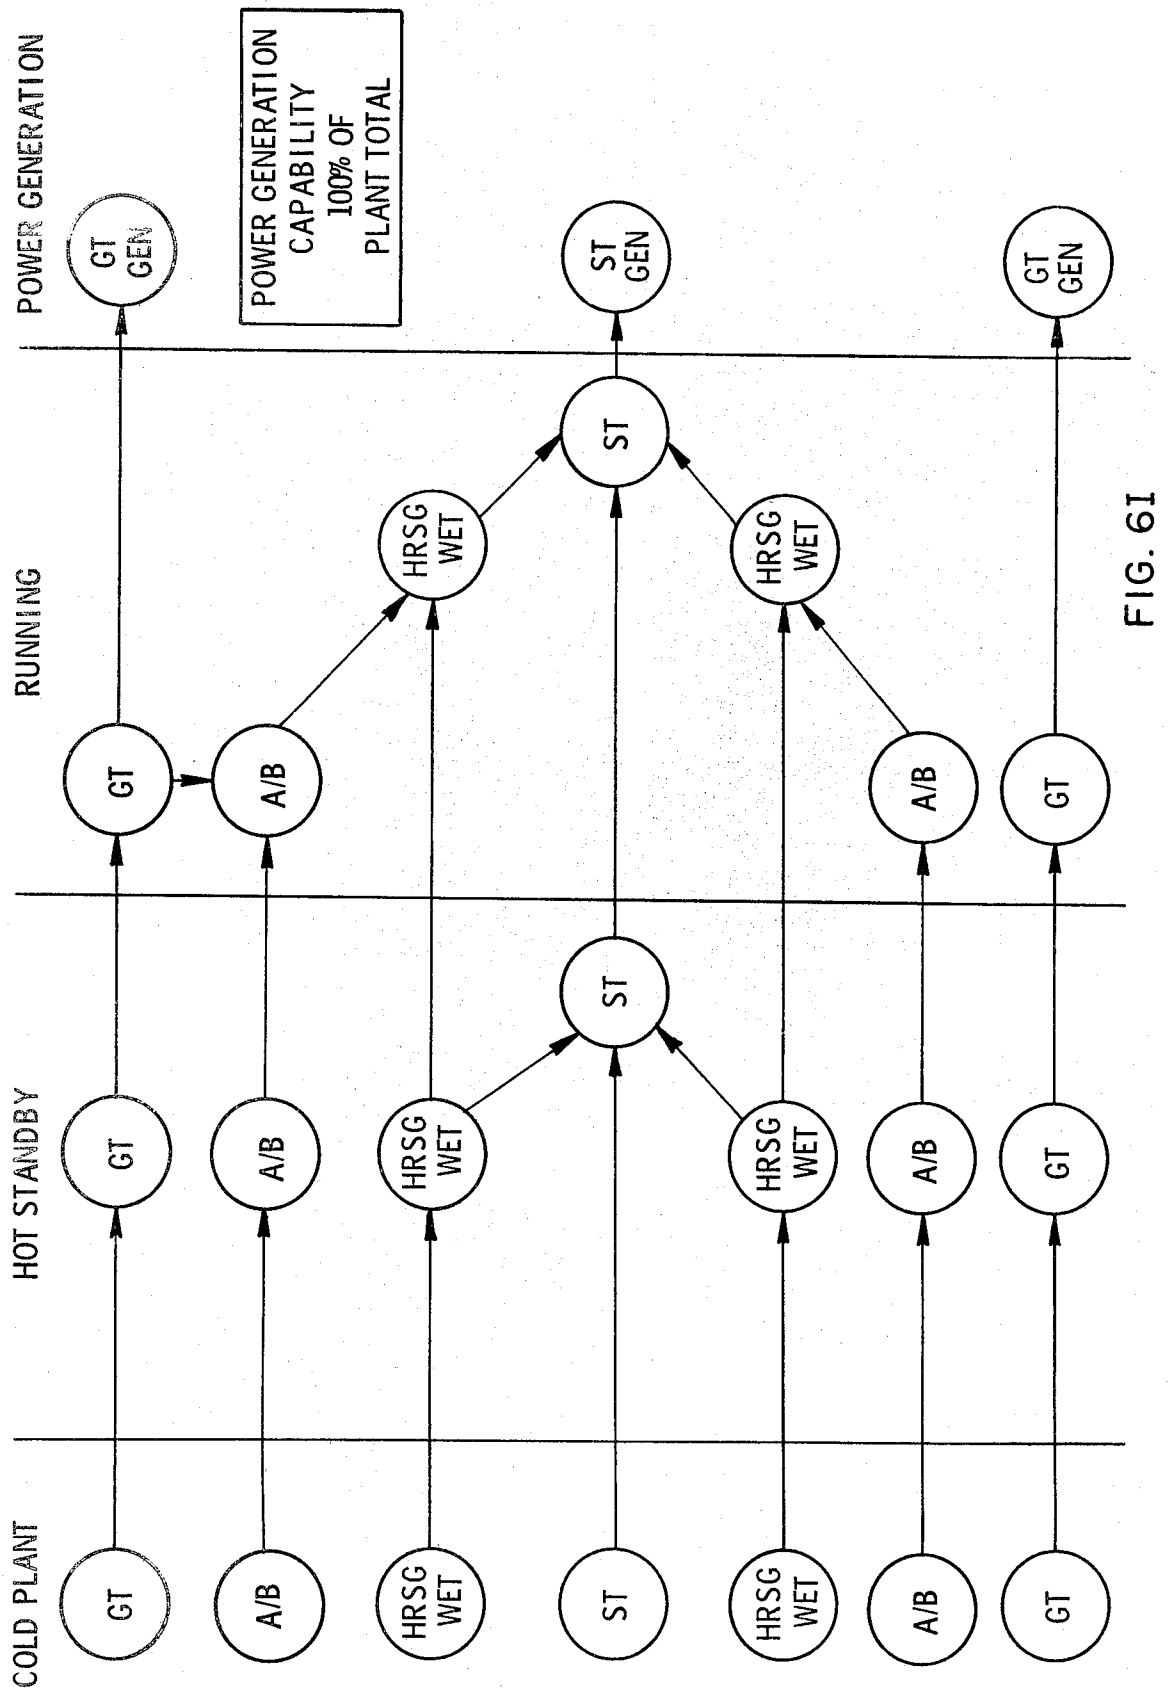 COLD PLANT
HOT STANDBY
RUNNING
POWER GENERATION
GT
GT
GT
GT
GEN
POWER GENERATION
CAPABILITY
100% OF
PLANT TOTAL
A/B
A/B
A/B
HRSG
WET
HRSG
WET
HRSG
WET
ST
ST
ST
ST
GEN
HRSG
WET
HRSG
WET
HRSG
WET
A/B
A/B
A/B
GT
GT
GT
GT
GEN
FIG. 6I